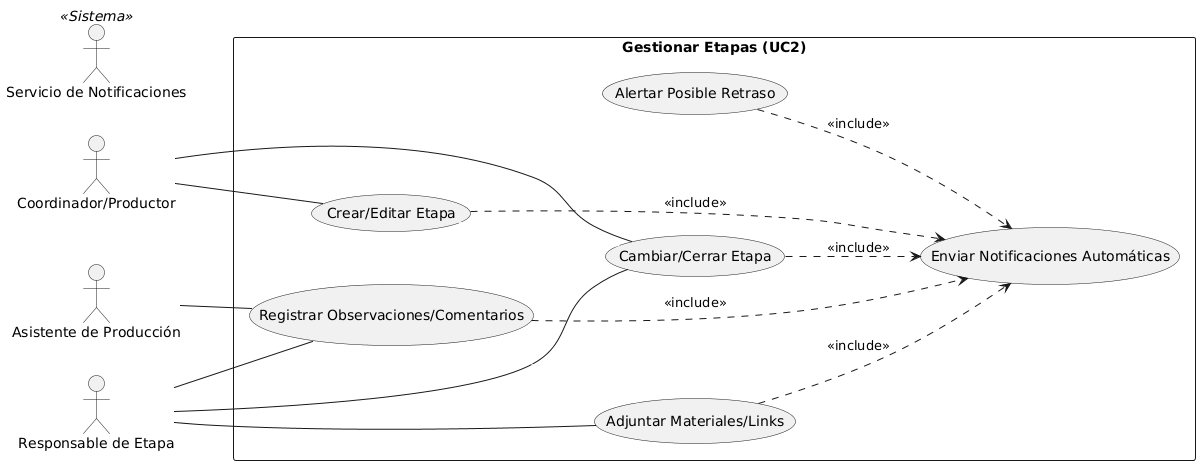 «Sistema»
Servicio de Notificaciones
Gestionar Etapas (UC2)
Alertar Posible Retraso
«include»
Coordinador/Productor
Crear/Editar Etapa
«include»
Cambiar/Cerrar Etapa
«include»
Enviar Notificaciones Automáticas
Asistente de Producción
Registrar Observaciones/Comentarios
«include»
«include»
Responsable de Etapa
Adjuntar Materiales/Links